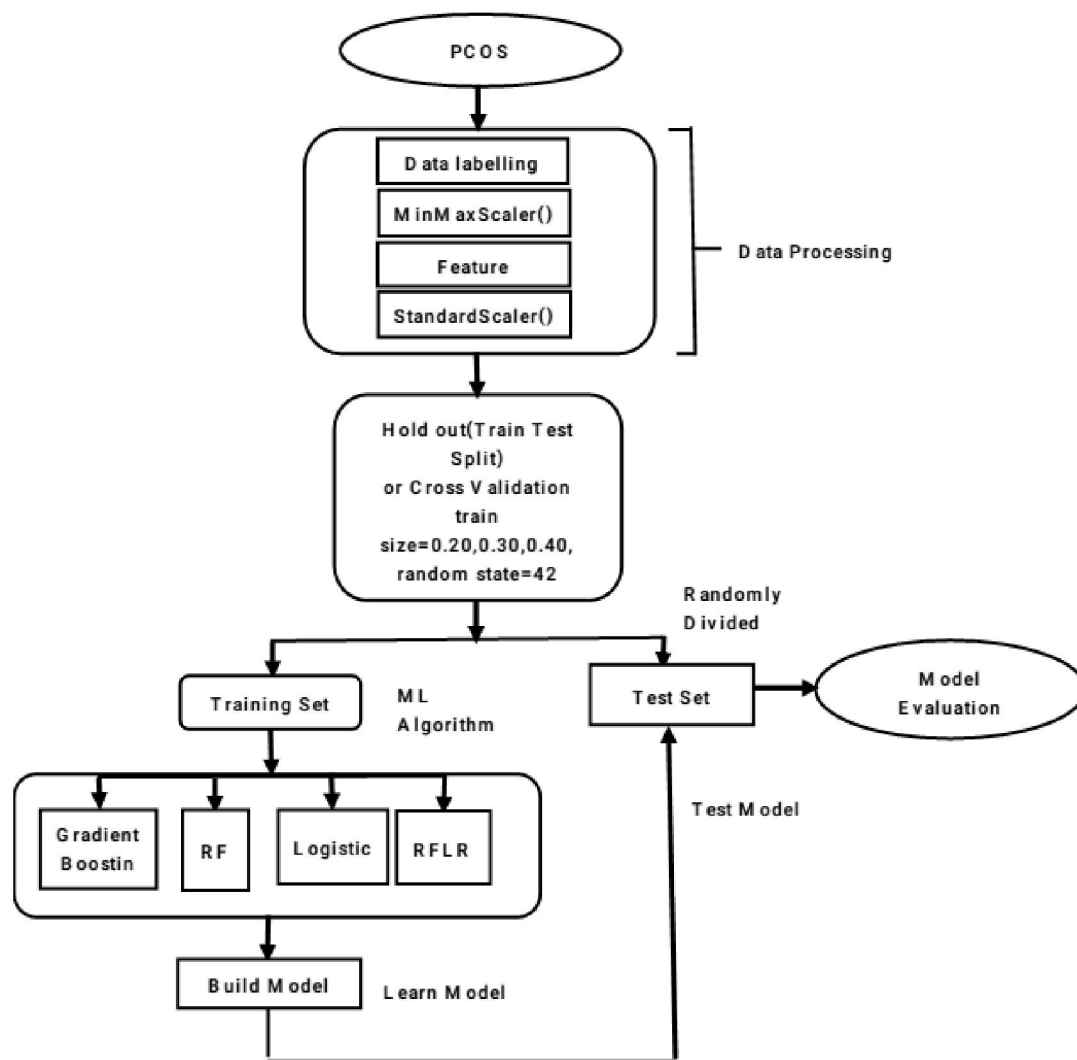 PCOS
Data labelling
MinMaxScaler()
Feature
StandardScaler()
Data Processing
Hold out(Train Test
Split)
or Cross Validation
train
size=0.20,0.30,0.40,
random state=42
Randomly
Divided
Training Set
ML
Algorithm
Test Set
Model
Evaluation
Gradient
Boostin
RF
Logistic
RFLR
Test Model
Build Model
Learn Model